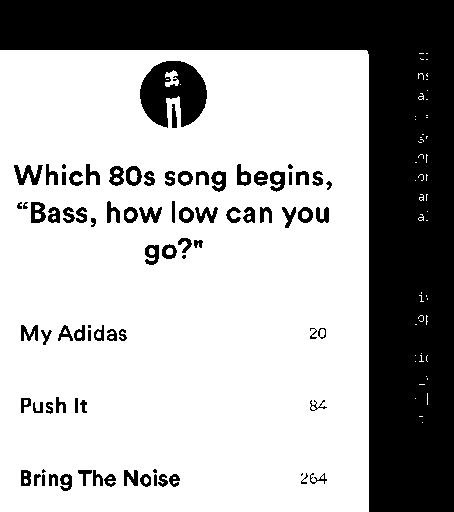 Which 80s song begins,
“Bass, how low can you
go?"
My Adidas 20
Push It 84
Bring The Noise 264